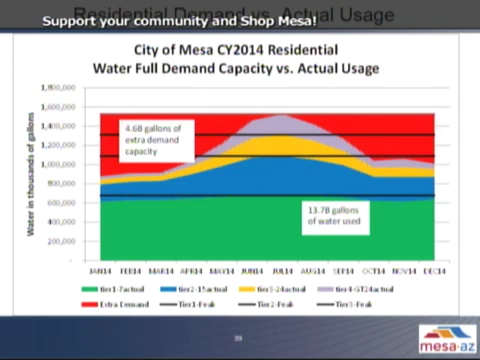 Residential Demand vs. Actual Usage
Support your community and Shop Mesa!
City of Mesa CY2014 Residential
Water Full Demand Capacity vs. Actual Usage
Water in thousands of gallons
1,800,000
1,600,000
1,400,000
1,200,000
1,000,000
800,000
600,000
400,000
200,000
-
4.6B gallons of
extra demand
capacity
13.7B gallons
of water used
JAN14 FEB14 MAR14 APR14 MAY14 JUN14 JUL14 AUG14 SEP14 OCT14 NOV14 DEC14
tier1-7actual tier2-15actual tier3-24actual tier4-GT24actual
Extra Demand Tier1-Peak Tier2-Peak Tier3-Peak
39
mesa·az